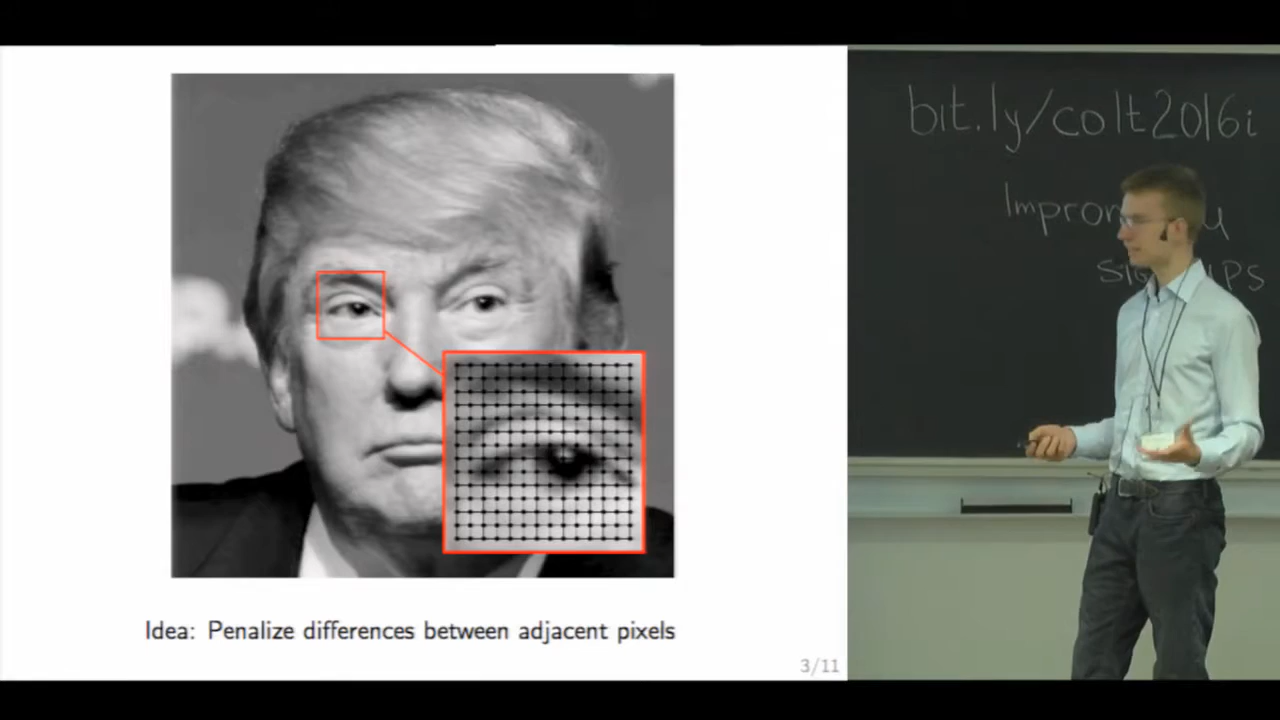 Idea: Penalize differences between adjacent pixels
3/11
bit.ly/colt2016i